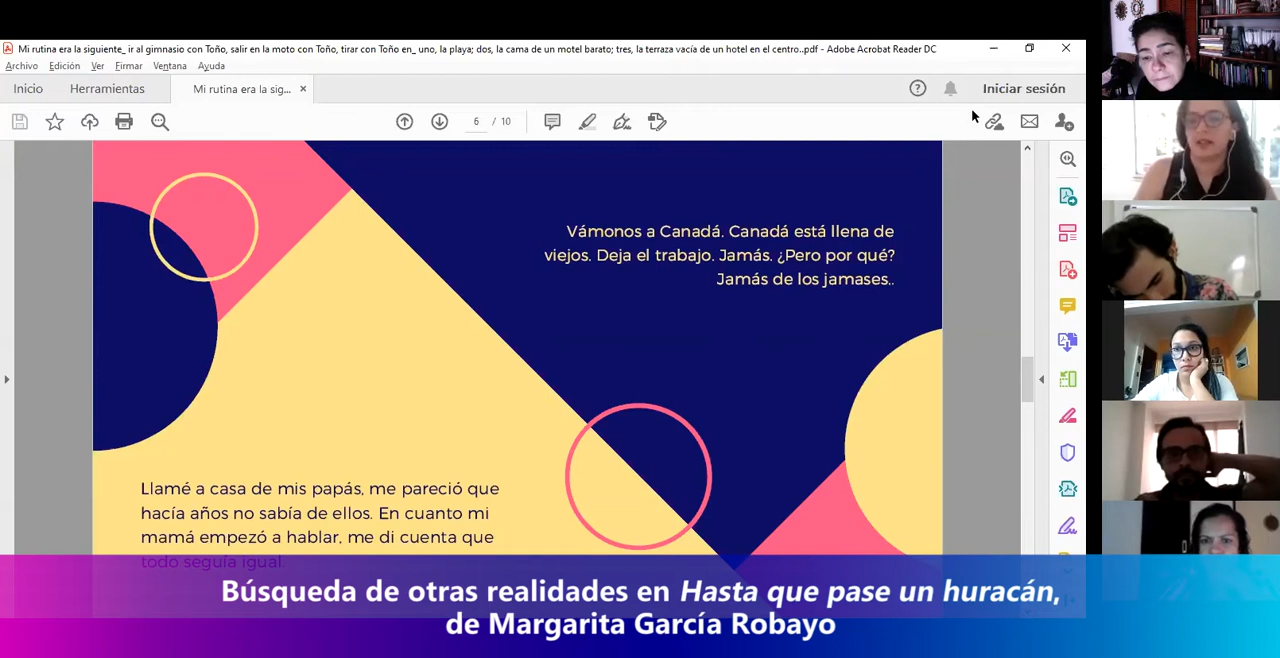 Mi rutina era la siguiente_ ir al gimnasio con Toño, salir en la moto con Toño, tirar con Toño en_ uno, la playa; dos, la cama de un motel barato; tres, la terraza vacía de un hotel en el centro..pdf - Adobe Acrobat Reader DC
Archivo Edición Ver Firmar Ventana Ayuda
Inicio Herramientas Mi rutina era la sig... × Iniciar sesión
6 / 10
Vámonos a Canadá. Canadá está llena de
viejos. Deja el trabajo. Jamás. ¿Pero por qué?
Jamás de los jamases..
Llamé a casa de mis papás, me pareció que
hacía años no sabía de ellos. En cuanto mi
mamá empezó a hablar, me di cuenta que
todo seguía igual.
Búsqueda de otras realidades en Hasta que pase un huracán,
de Margarita García Robayo